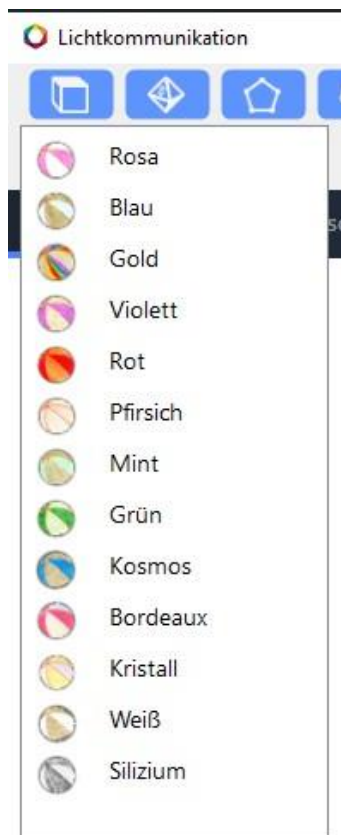 Lichtkommunikation
Rosa
Blau
Gold
Violett
Rot
Pfirsich
Mint
Grün
Kosmos
Bordeaux
Kristall
Weiß
Silizium